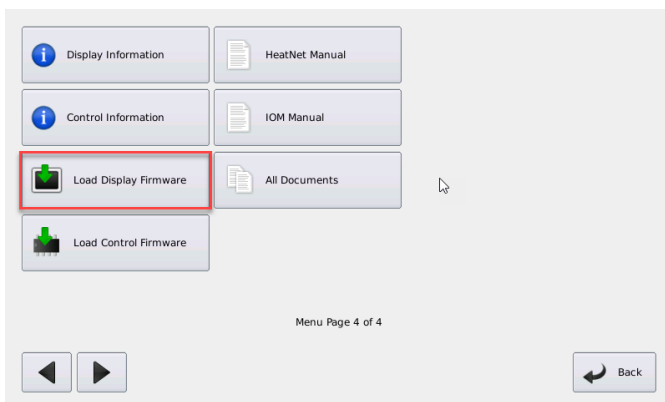 Display Information
HeatNet Manual
Control Information
IOM Manual
Load Display Firmware
All Documents
Load Control Firmware
Menu Page 4 of 4
Back